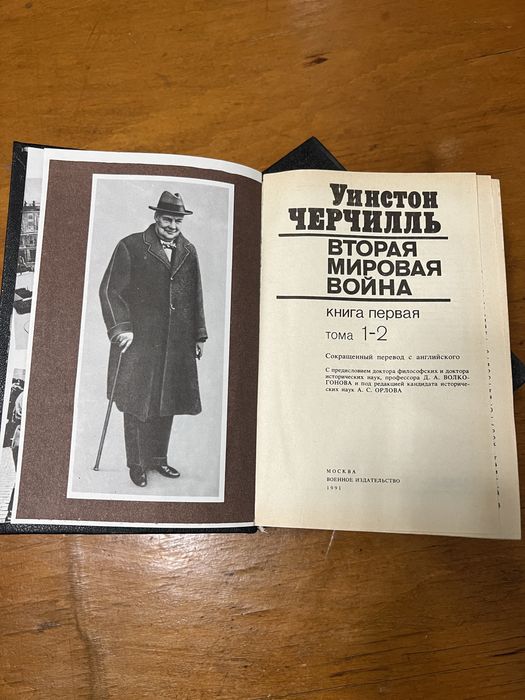 Уинстон
ЧЕРЧИЛЛЬ
ВТОРАЯ
МИРОВАЯ
ВОЙНА
книга первая
тома 1-2
Сокращенный перевод с английского
С предисловием доктора философских и доктора
исторических наук, профессора Д. А. ВОЛКО-
ГОНОВА и под редакцией кандидата историче-
ских наук А. С. ОРЛОВА
МОСКВА
ВОЕННОЕ ИЗДАТЕЛЬСТВО
1991